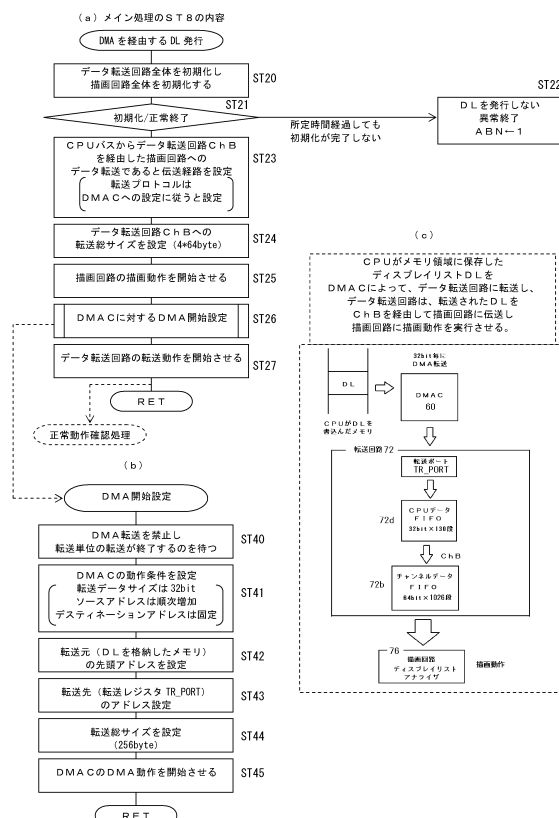 (a)メイン処理のST8の内容
DMAを経由するDL発行
データ転送回路全体を初期化し
描画回路全体を初期化する
ST20
ST21
初期化/正常終了
所定時間経過しても
初期化が完了しない
ST22
DLを発行しない
異常終了
ABN←1
CPUバスからデータ転送回路ChB
を経由した描画回路への
データ転送であると伝送経路を設定
転送プロトコルは
DMACへの設定に従うと設定
ST23
データ転送回路ChBへの
転送総サイズを設定(4*64byte)
ST24
描画回路の描画動作を開始させる
ST25
DMACに対するDMA開始設定
ST26
データ転送回路の転送動作を開始させる
ST27
RET
正常動作確認処理
(b)
DMA開始設定
DMA転送を禁止し
転送単位の転送が終了するのを待つ
ST40
DMACの動作条件を設定
転送データサイズは32bit
ソースアドレスは順次増加
デスティネーションアドレスは固定
ST41
転送元(DLを格納したメモリ)
の先頭アドレスを設定
ST42
転送先(転送レジスタTR_PORT)
のアドレス設定
ST43
転送総サイズを設定
(256byte)
ST44
DMACのDMA動作を開始させる
ST45
RET
(c)
CPUがメモリ領域に保存した
ディスプレイリストDLを
DMACによって、データ転送回路に転送し、
データ転送回路は、転送されたDLを
ChBを経由して描画回路に伝送し
描画回路に描画動作を実行させる。
32bit毎に
DMA転送
DL
DMAC
60
CPUがDLを
書込んだメモリ
転送回路72
転送ポート
TR_PORT
72d
CPUデータ
FIFO
32bit×130段
ChB
72b
チャンネルデータ
FIFO
64bit×1026段
76
描画回路
ディスプレイリスト
アナライザ
描画動作